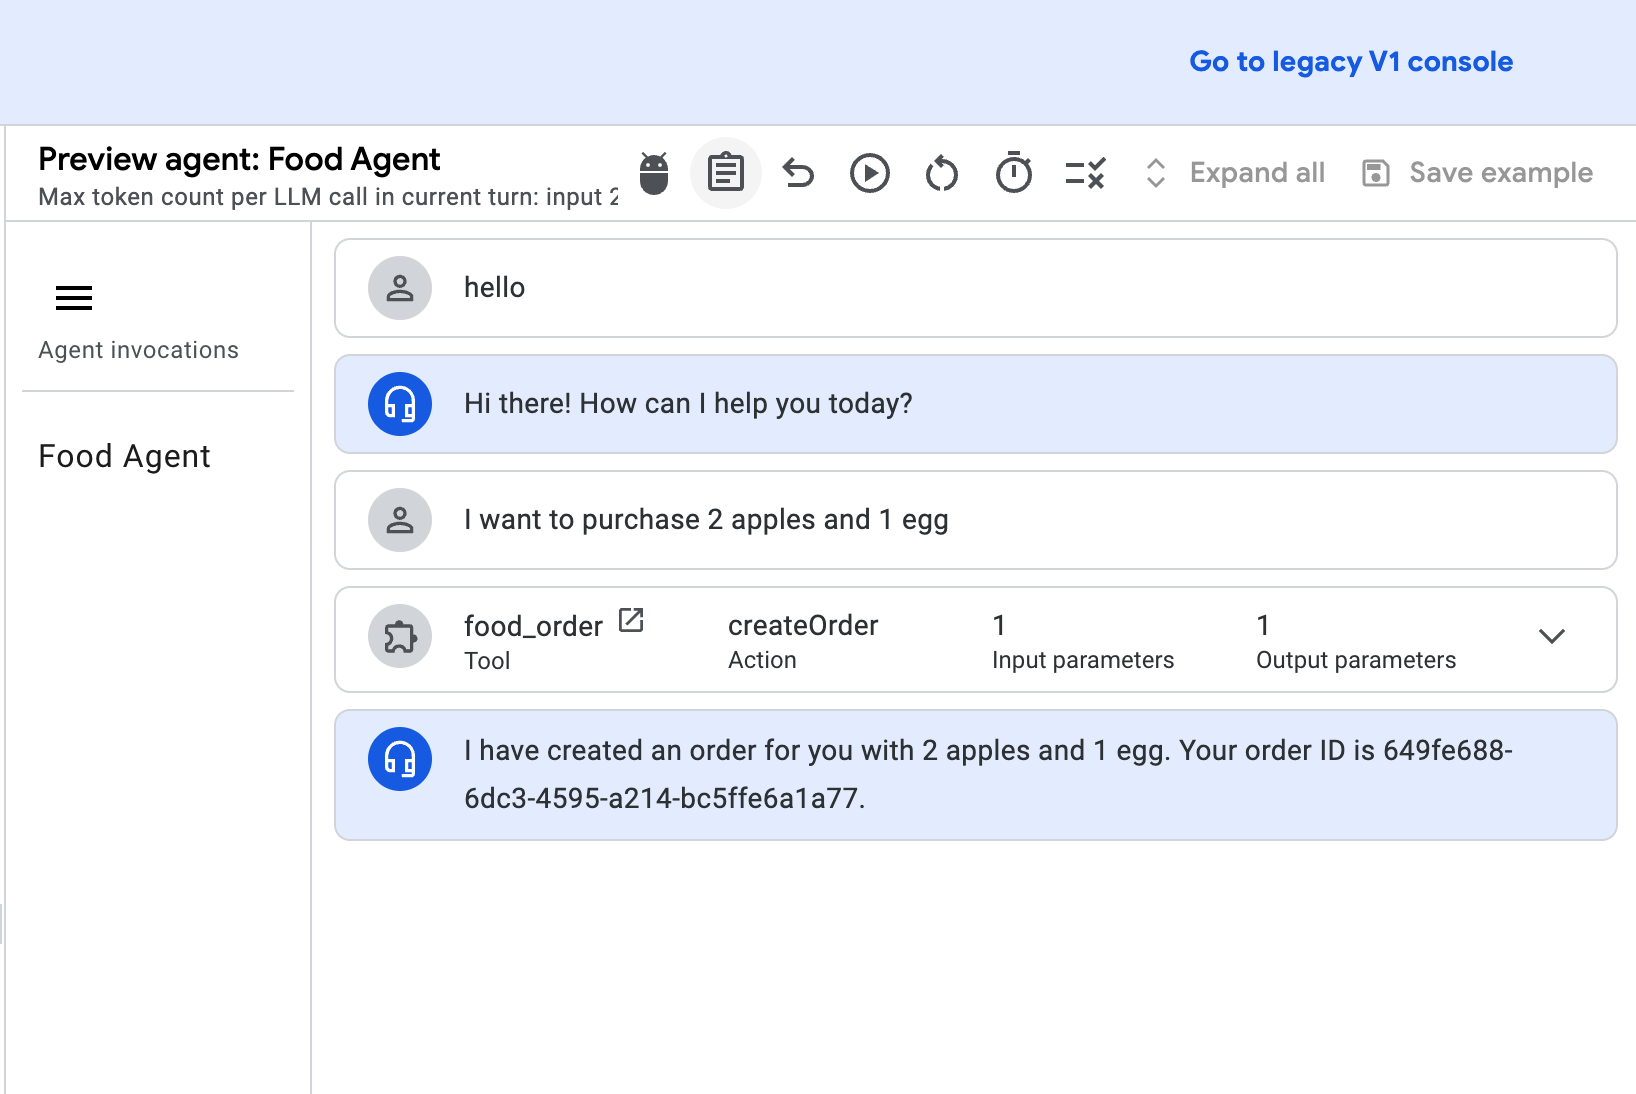 Go to legacy V1 console
Preview agent: Food Agent
Max token count per LLM call in current turn: input
Expand all
Save example
Agent invocations
Food Agent
hello
Hi there! How can I help you today?
I want to purchase 2 apples and 1 egg
food_order
Tool
createOrder
Action
1
Input parameters
1
Output parameters
I have created an order for you with 2 apples and 1 egg. Your order ID is 649fe688-
6dc3-4595-a214-bc5ffe6a1a77.